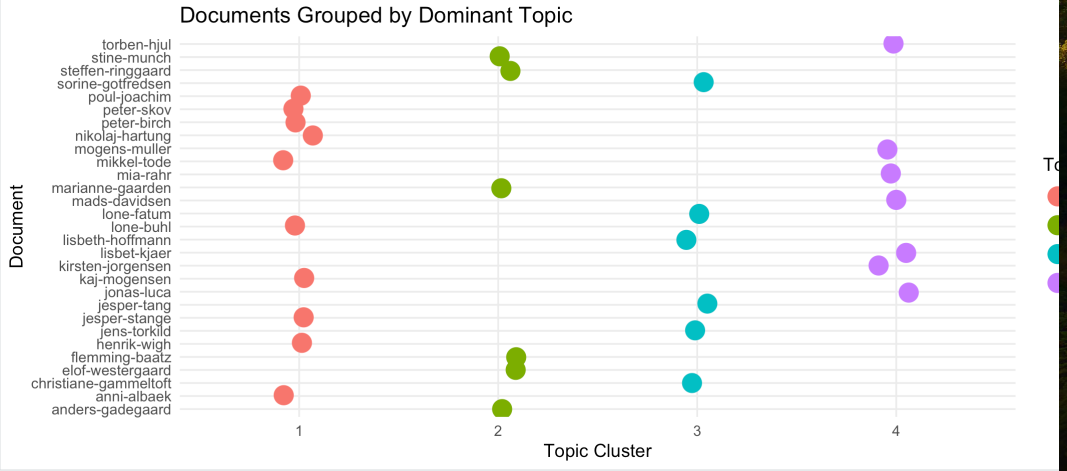 Documents Grouped by Dominant Topic
torben-hjul
stine-munch
steffen-ringgaard
sorine-gotfredsen
poul-joachim
peter-skov
peter-birch
nikolaj-hartung
mogens-muller
mikkel-tode
mia-rahr
marianne-gaarden
mads-davidsen
lone-fatum
lone-buhl
lisbeth-hoffmann
lisbet-kjaer
kirsten-jorgensen
kaj-mogensen
jonas-luca
jesper-tang
jesper-stange
jens-torkild
henrik-wigh
flemming-baatz
elof-westergaard
christiane-gammeltoft
anni-albaek
anders-gadegaard
Document
1 2 3 4
Topic Cluster